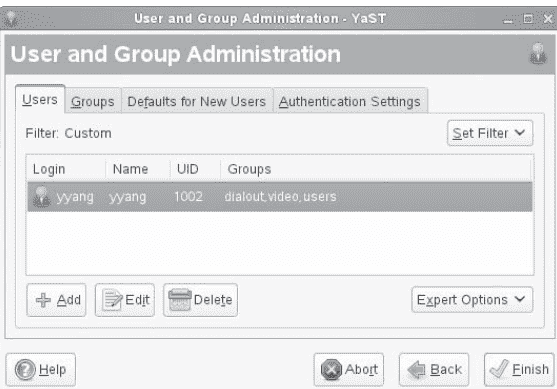 User and Group Administration - YaST
User and Group Administration
Users Groups Defaults for New Users Authentication Settings
Filter: Custom Set Filter
Login Name UID Groups
yyang yyang 1002 dialout,video,users
Add Edit Delete Expert Options
Help Abort Back Finish